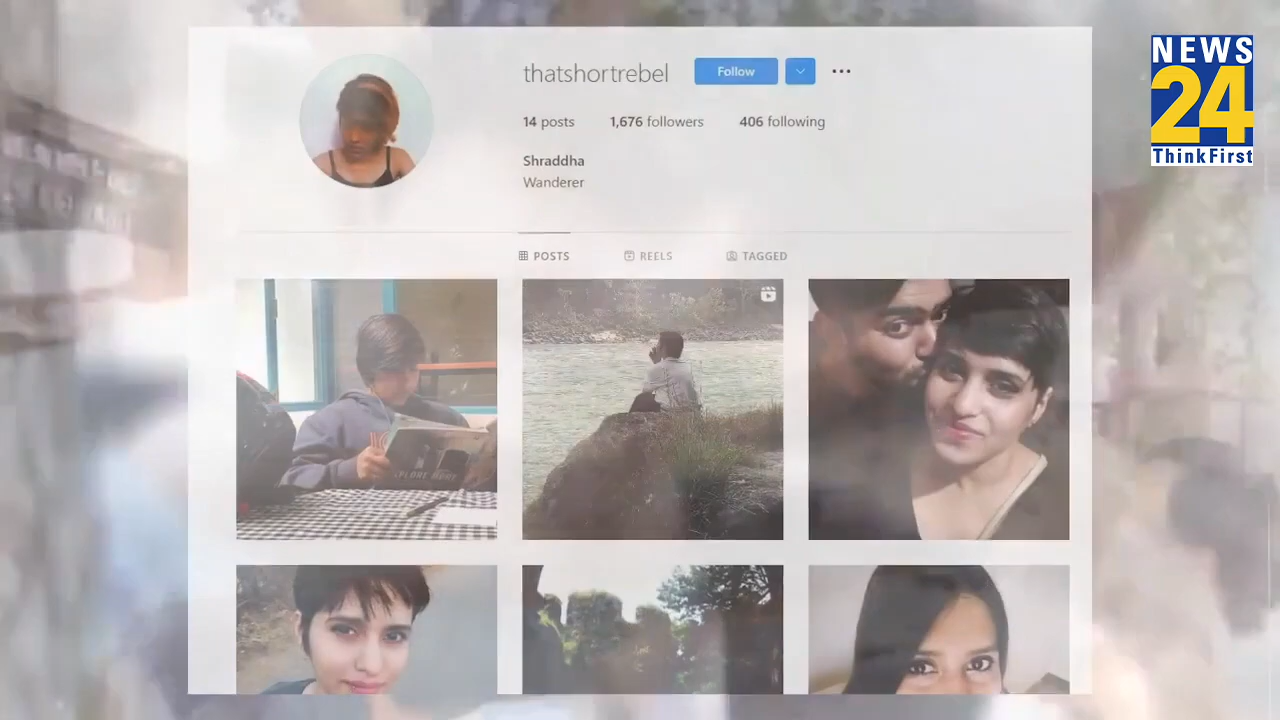 thatshortrebel
Follow
14 posts 1,676 followers 406 following
Shraddha
Wanderer
POSTS REELS TAGGED
NEWS
24
ThinkFirst